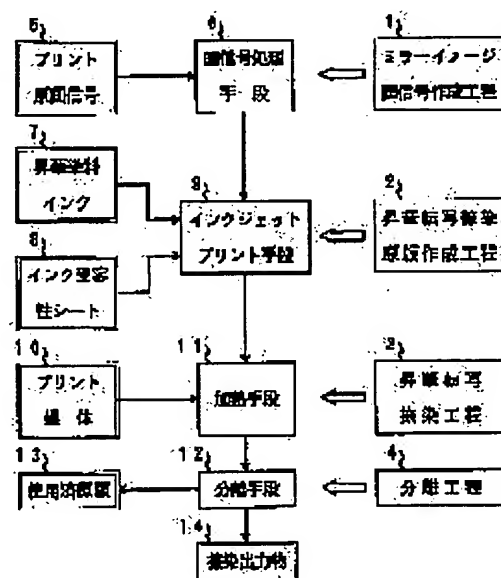 5
プリント
原画信号
6
画信号処理
手段
1
ミラーイメージ
画信号作成工程
7
昇華染料
インク
9
インクジェット
プリント手段
2
昇華転写捺染
原版作成工程
8
インク受容
性シート
10
プリント
媒体
11
加熱手段
2
昇華転写
捺染工程
13
使用済原版
12
分離手段
4
分離工程
14
捺染出力物